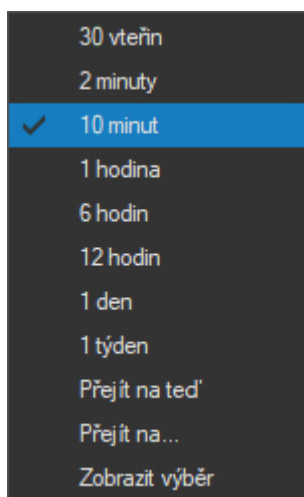 30 vteřin
2 minuty
10 minut
1 hodina
6 hodin
12 hodin
1 den
1 týden
Přejít na teď
Přejít na...
Zobrazit výběr